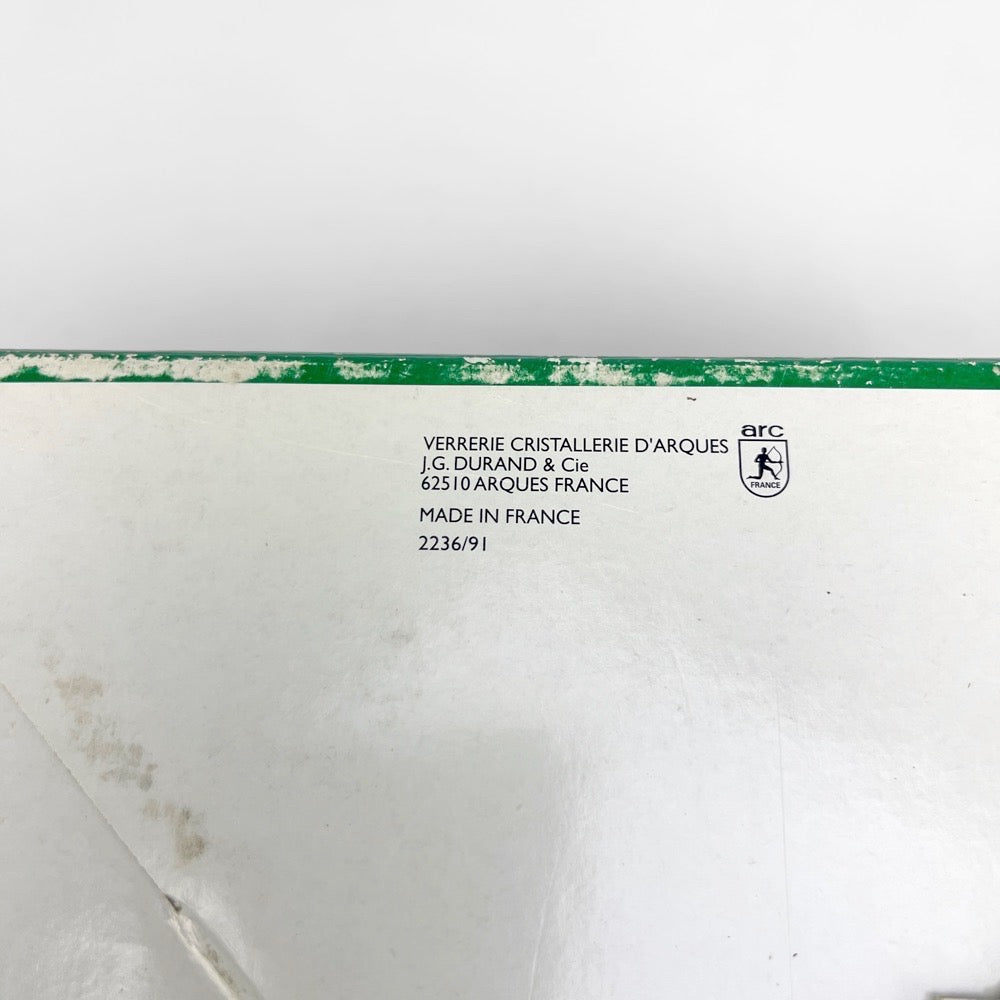 VERRERIE CRISTALLERIE D'ARQUES
J.G. DURAND & Cie
62510 ARQUES FRANCE
MADE IN FRANCE
2236/91
arc
FRANCE